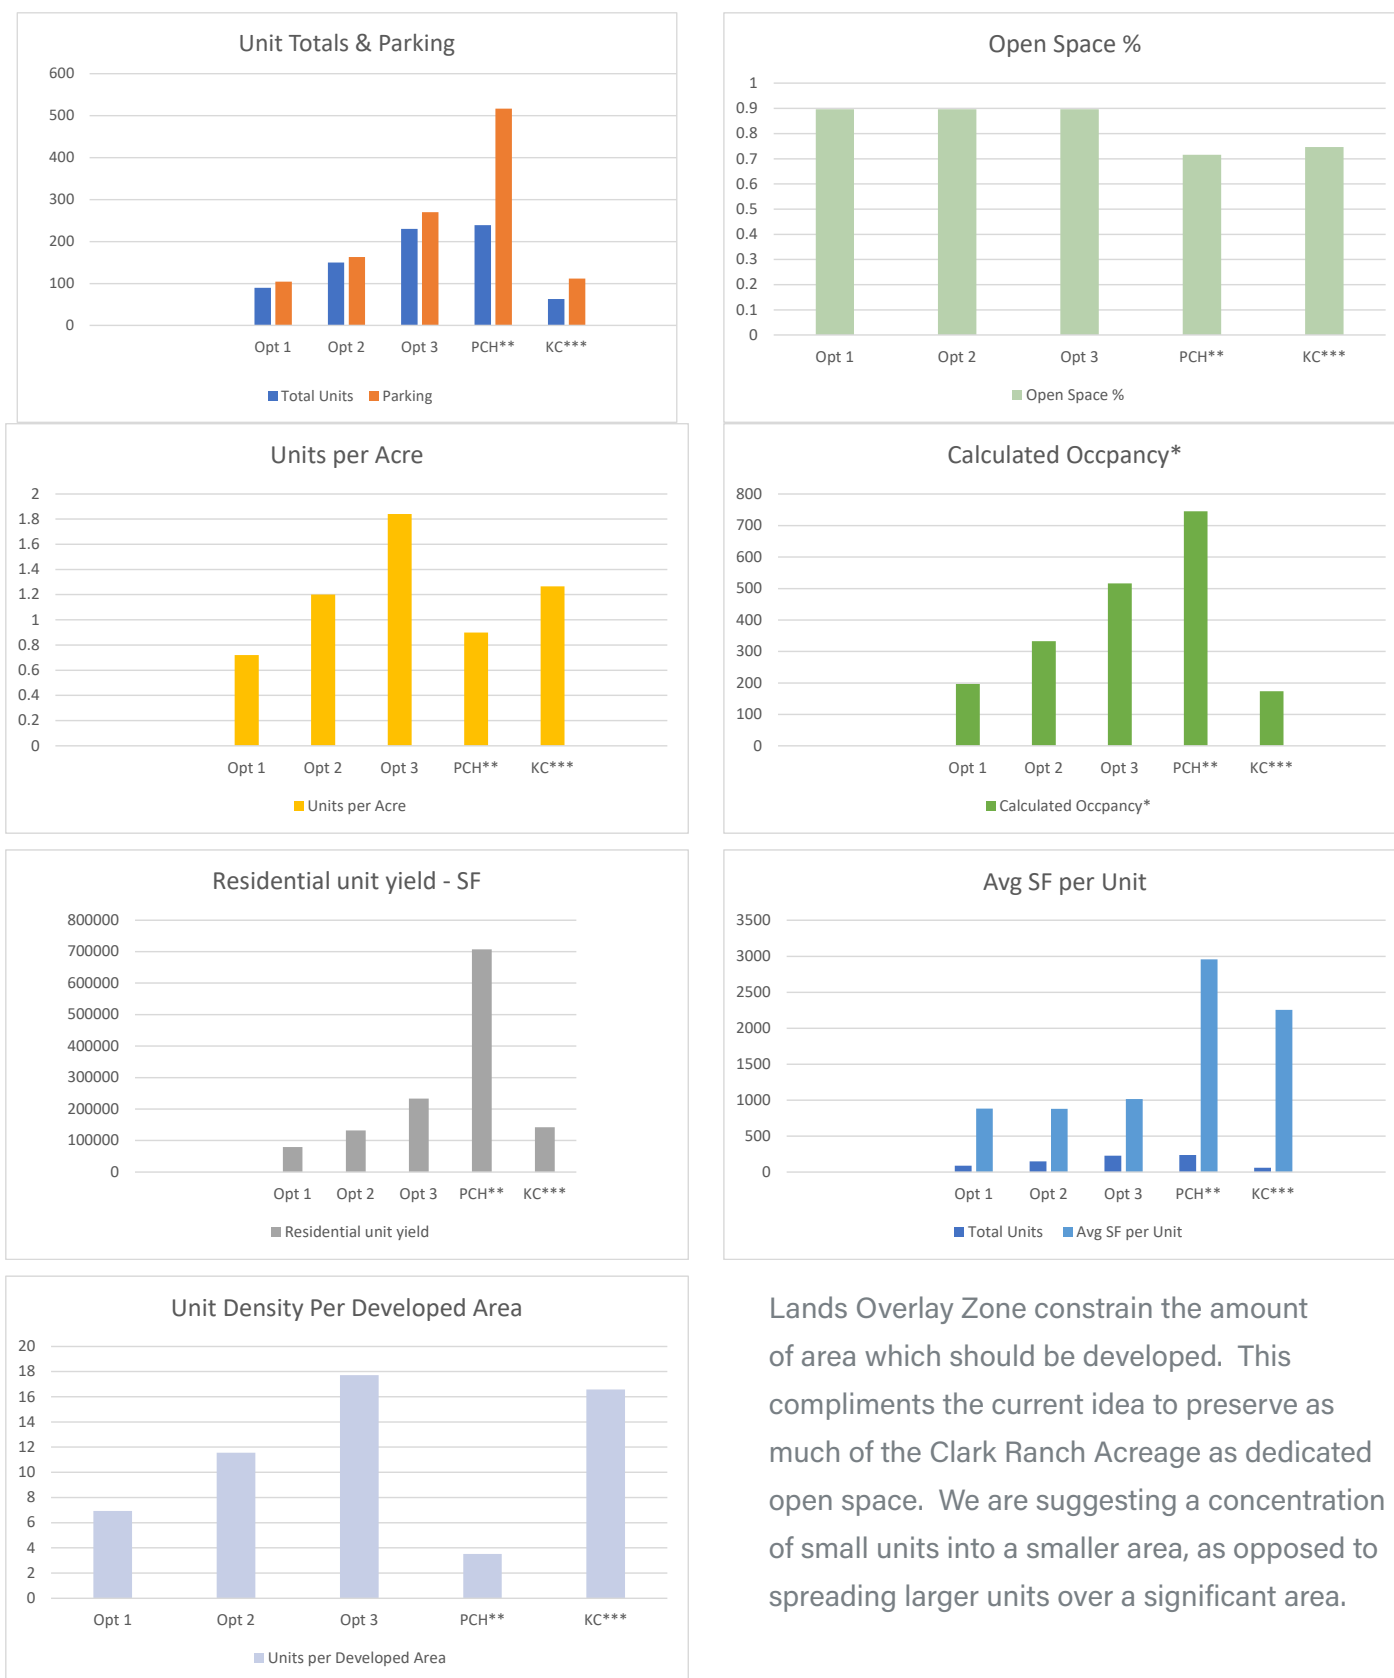 Unit Totals & Parking
600
500
400
300
200
100
0
Opt 1 Opt 2 Opt 3 PCH** KC***
Total Units Parking
Open Space %
1
0.9
0.8
0.7
0.6
0.5
0.4
0.3
0.2
0.1
0
Opt 1 Opt 2 Opt 3 PCH** KC***
Open Space %
Units per Acre
2
1.8
1.6
1.4
1.2
1
0.8
0.6
0.4
0.2
0
Opt 1 Opt 2 Opt 3 PCH** KC***
Units per Acre
Calculated Occpancy*
800
700
600
500
400
300
200
100
0
Opt 1 Opt 2 Opt 3 PCH** KC***
Calculated Occpancy*
Residential unit yield - SF
800000
700000
600000
500000
400000
300000
200000
100000
0
Opt 1 Opt 2 Opt 3 PCH** KC***
Residential unit yield
Avg SF per Unit
3500
3000
2500
2000
1500
1000
500
0
Opt 1 Opt 2 Opt 3 PCH** KC***
Total Units Avg SF per Unit
Unit Density Per Developed Area
20
18
16
14
12
10
8
6
4
2
0
Opt 1 Opt 2 Opt 3 PCH** KC***
Units per Developed Area
Lands Overlay Zone constrain the amount
of area which should be developed. This
compliments the current idea to preserve as
much of the Clark Ranch Acreage as dedicated
open space. We are suggesting a concentration
of small units into a smaller area, as opposed to
spreading larger units over a significant area.